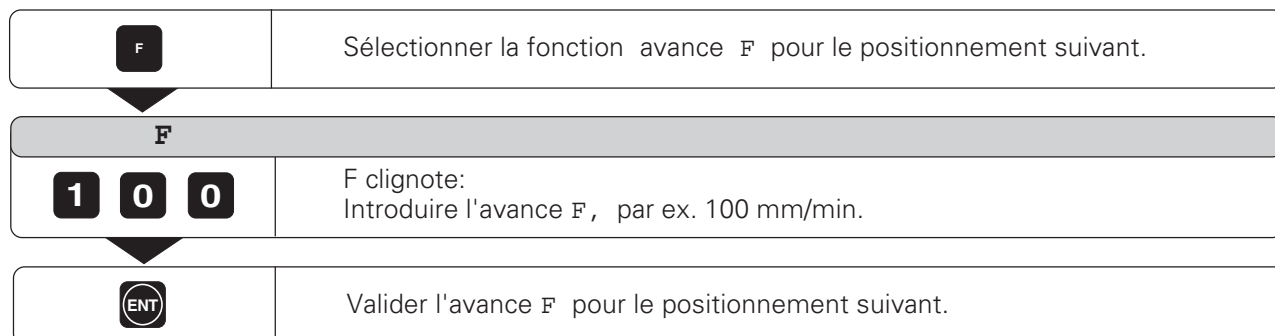 F
Sélectionner la fonction avance F pour le positionnement suivant.
F
1 0 0
F clignote:
Introduire l'avance F, par ex. 100 mm/min.
ENT
Valider l'avance F pour le positionnement suivant.